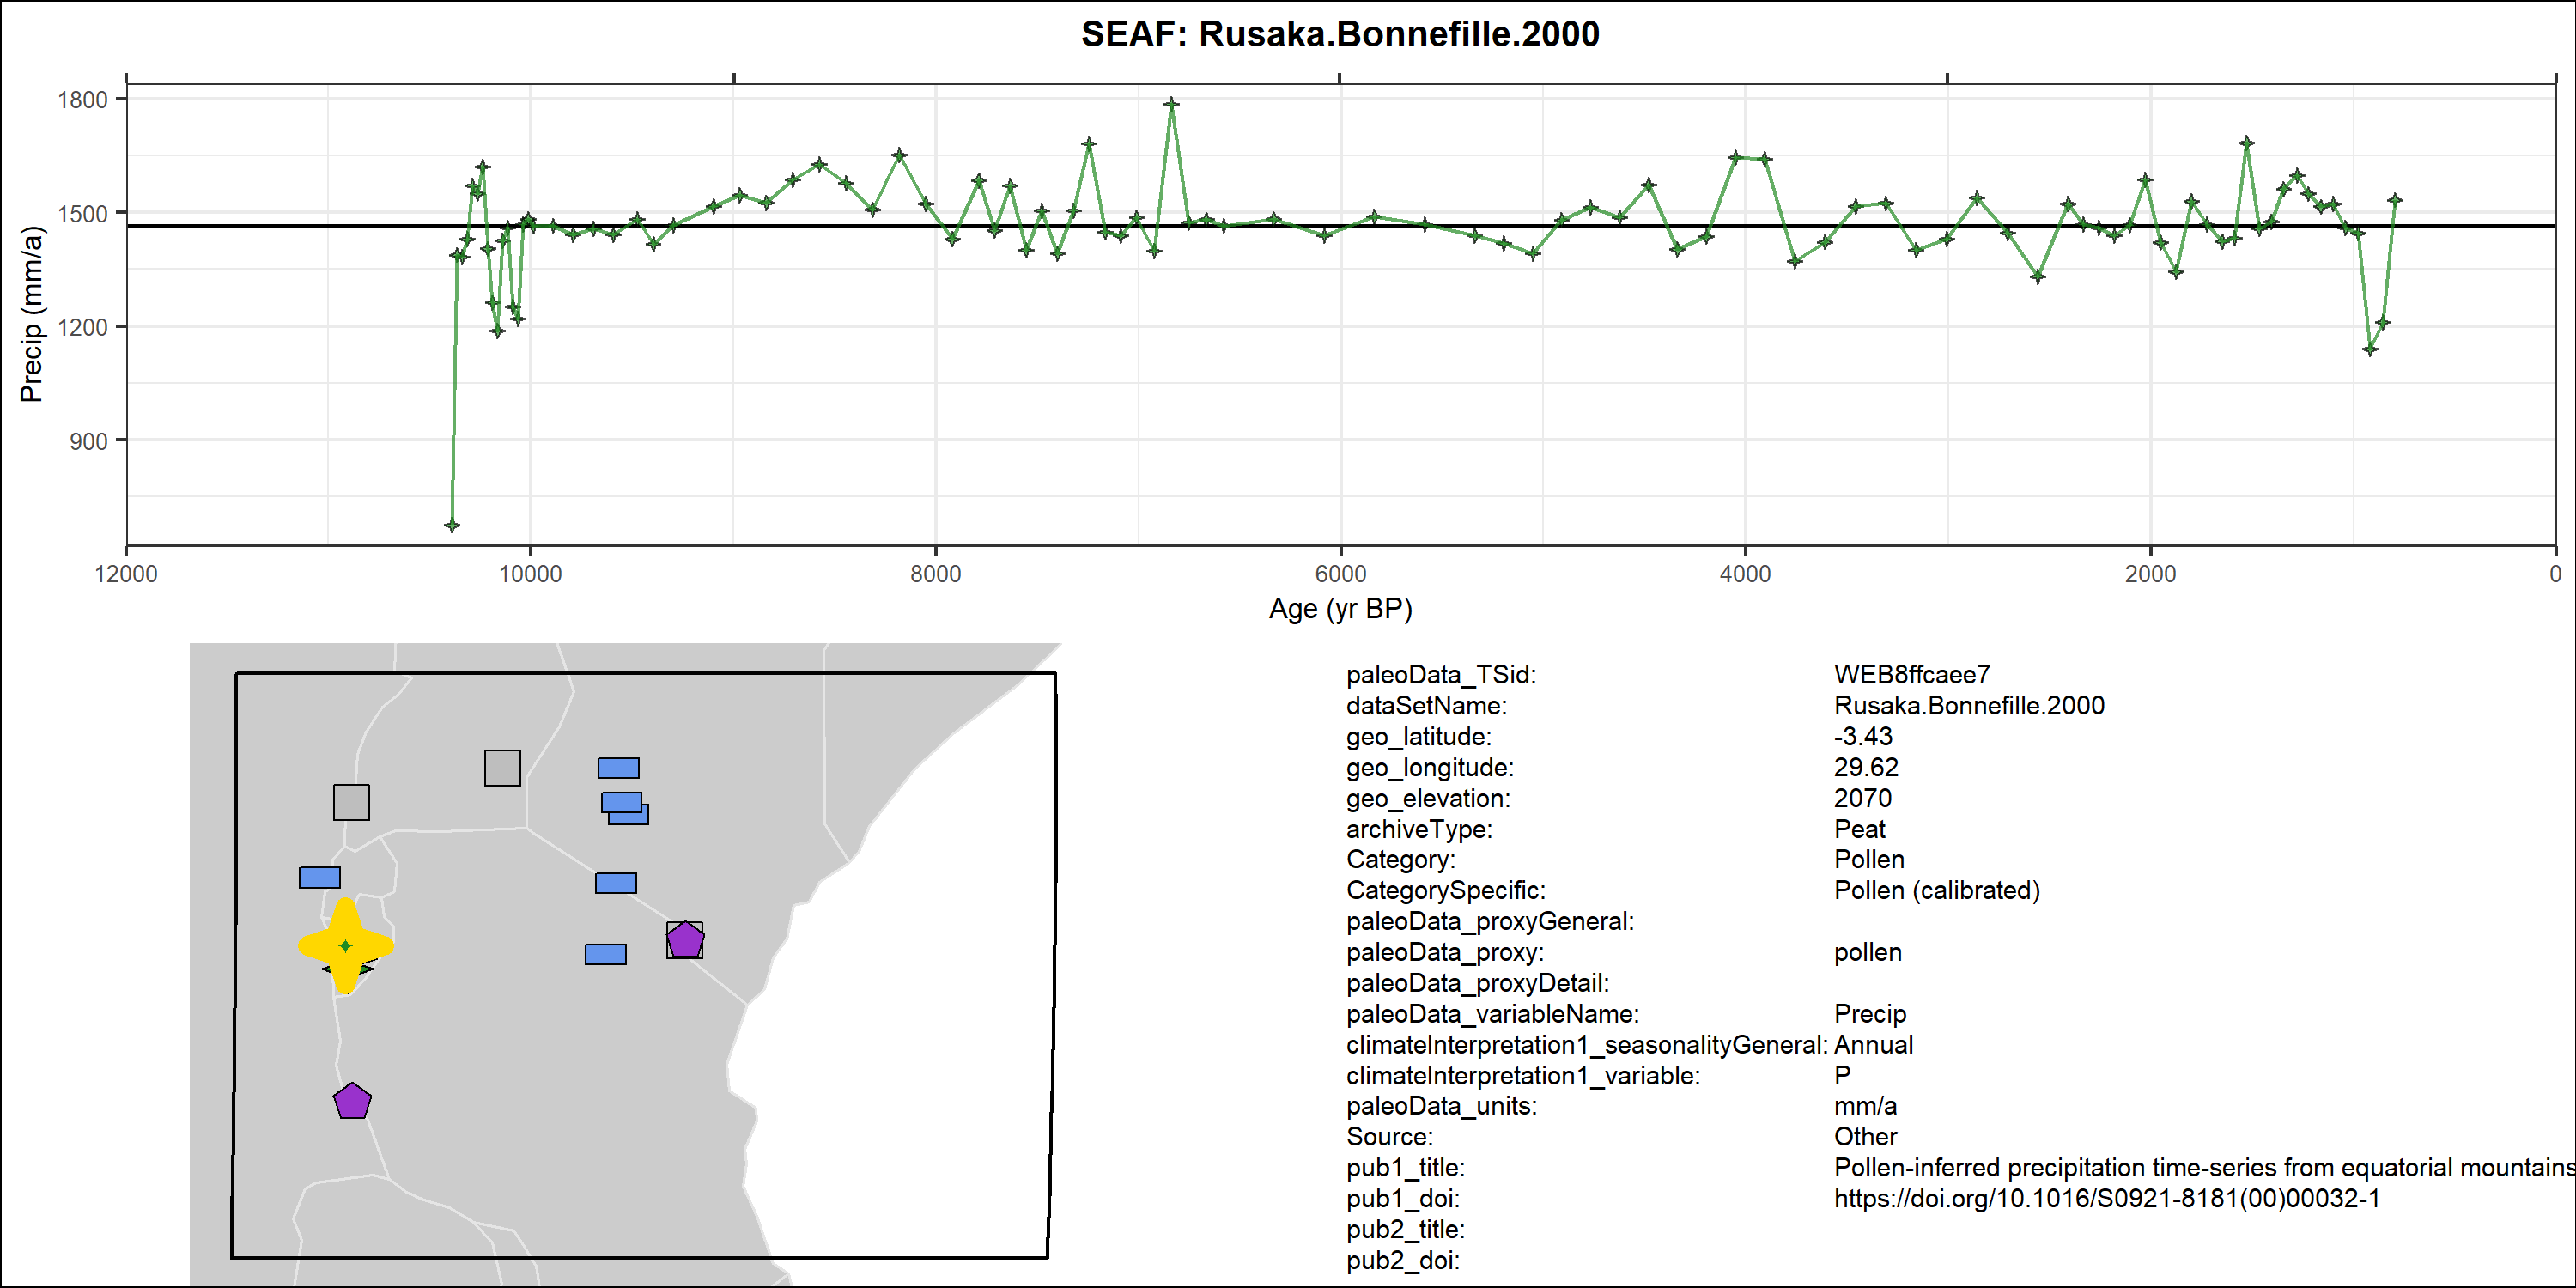 SEAF: Rusaka.Bonnefille.2000
1800
1500
1200
900
Precip (mm/a)
12000 10000 8000 6000 4000 2000 0
Age (yr BP)
paleoData_TSid: WEB8ffcaee7
dataSetName: Rusaka.Bonnefille.2000
geo_latitude: -3.43
geo_longitude: 29.62
geo_elevation: 2070
archiveType: Peat
Category: Pollen
CategorySpecific: Pollen (calibrated)
paleoData_proxyGeneral:
paleoData_proxy: pollen
paleoData_proxyDetail:
paleoData_variableName: Precip
climateInterpretation1_seasonalityGeneral: Annual
climateInterpretation1_variable: P
paleoData_units: mm/a
Source: Other
pub1_title: Pollen-inferred precipitation time-series from equatorial mountains
pub1_doi: https://doi.org/10.1016/S0921-8181(00)00032-1
pub2_title:
pub2_doi: